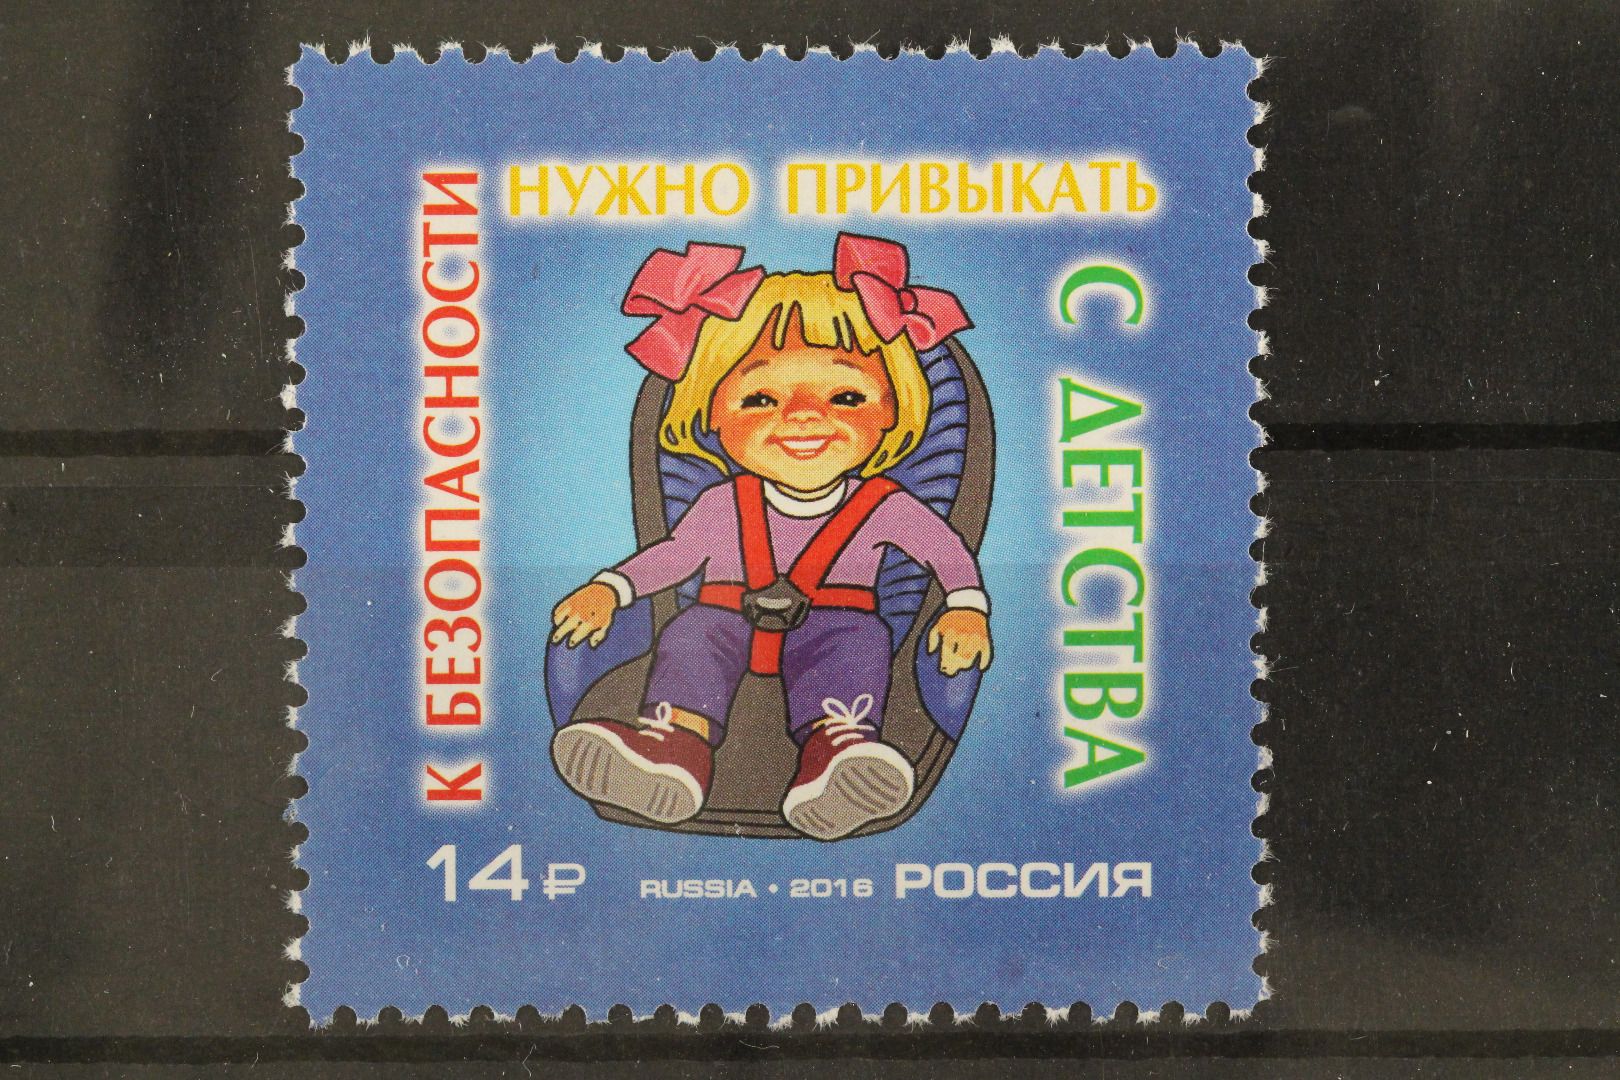 К БЕЗОПАСНОСТИ
НУЖНО ПРИВЫКАТЬ
С ДЕТСТВА
14 ₽ RUSSIA • 2016 РОССИЯ